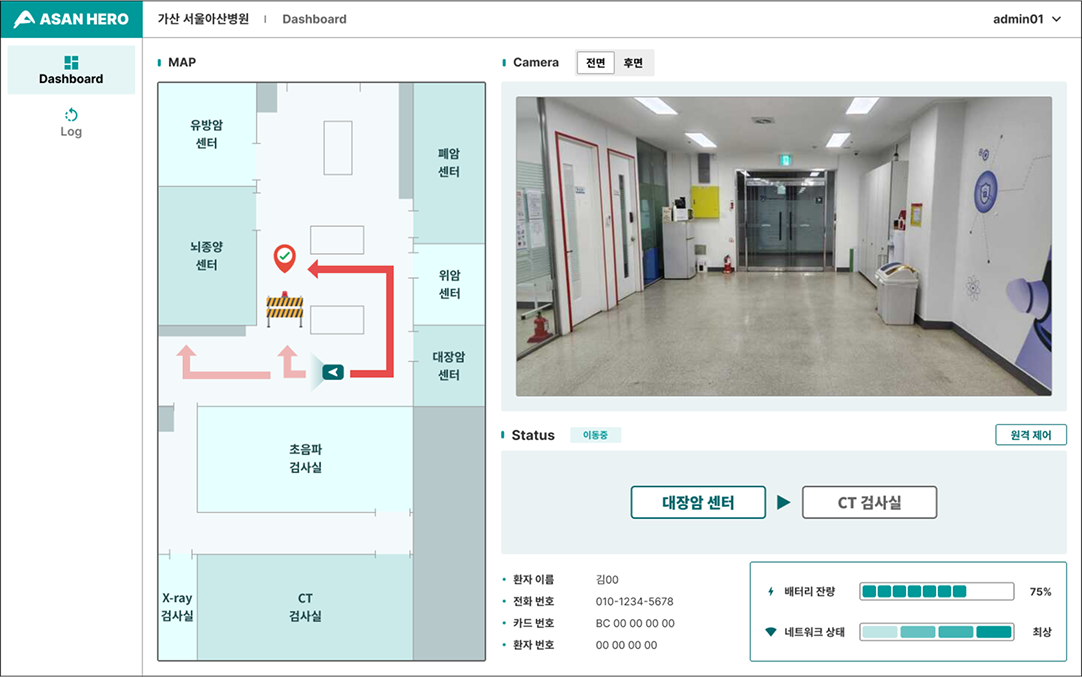 ASAN HERO
가산 서울아산병원 | Dashboard
admin01
Dashboard
Log
MAP
유방암
센터
폐암
센터
뇌종양
센터
위암
센터
대장암
센터
초음파
검사실
X-ray
검사실
CT
검사실
Camera
전면
후면
Status
이동중
원격 제어
대장암 센터
CT 검사실
환자 이름 김00
전화 번호 010-1234-5678
카드 번호 BC 00 00 00 00
환자 번호 00 00 00 00
배터리 잔량 75%
네트워크 상태 최상